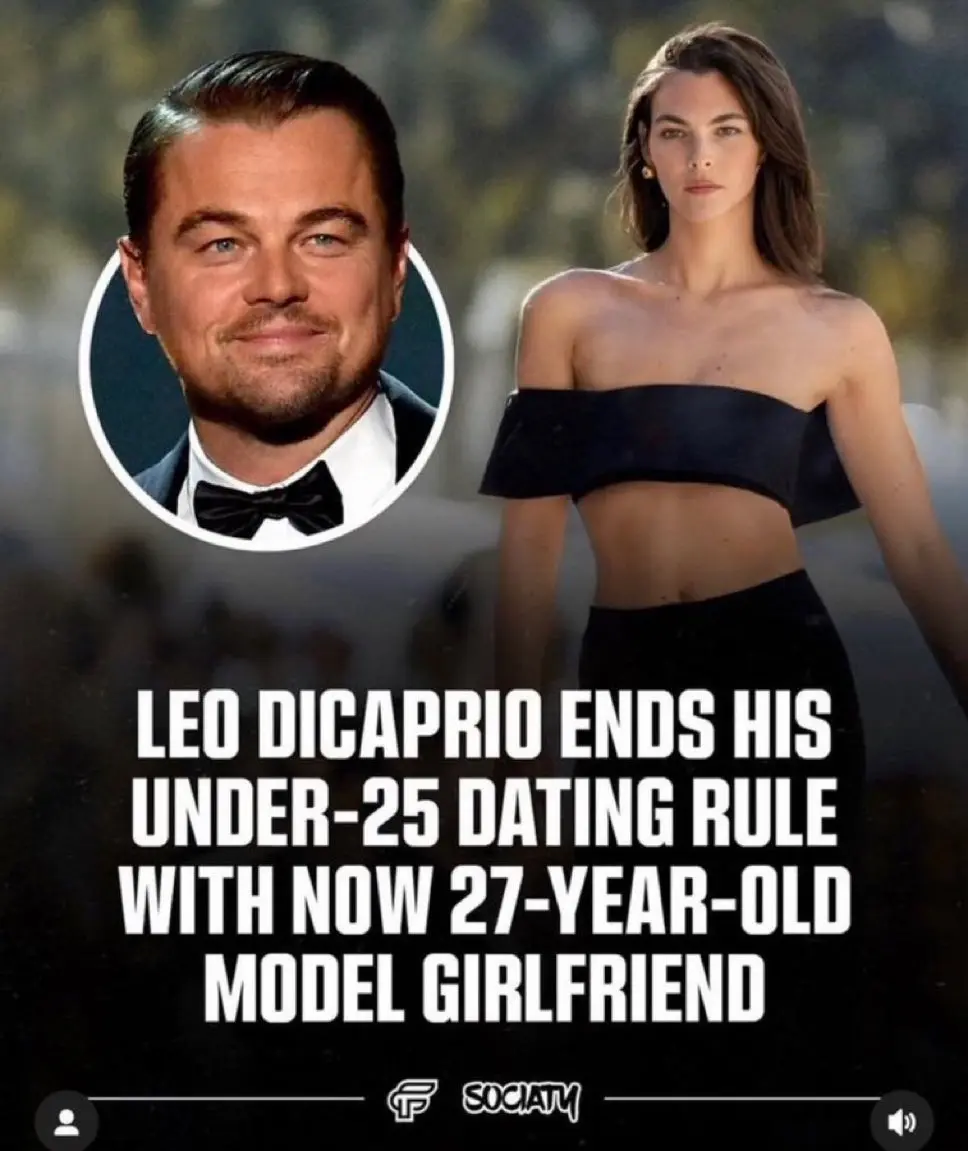 LEO DICAPRIO ENDS HIS
UNDER-25 DATING RULE
WITH NOW 27-YEAR-OLD
MODEL GIRLFRIEND
SOCIATY